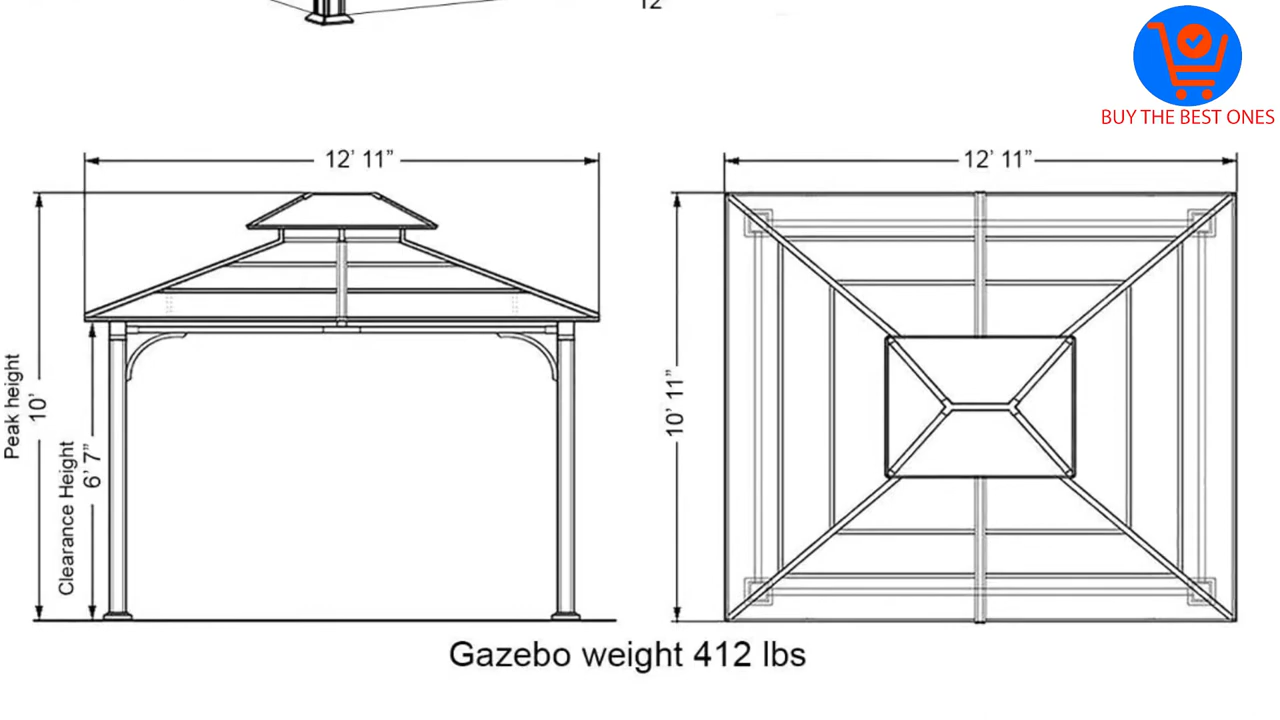 12'
BUY THE BEST ONES
12' 11”
12' 11”
Peak height
10'
Clearance Height
6' 7”
10' 11”
Gazebo weight 412 lbs